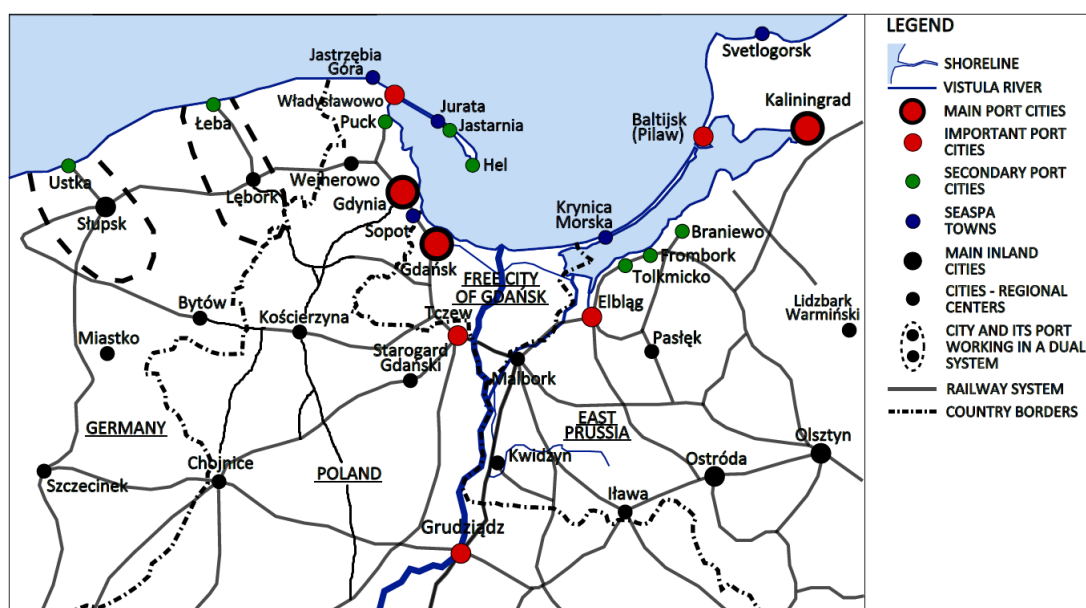 Svetlogorsk
Jastrzębia
Góra
Władysławowo
Kaliningrad
Łeba
Puck
Jurata
Jastarnia
Baltijsk
(Pilaw)
Hel
Ustka
Wejherowo
Lębork
Gdynia
Słupsk
Sopot
Krynica
Morska
Braniewo
Gdańsk
Frombork
Tolkmicko
FREE CITY
OF GDAŃSK
Elbląg
Bytów
Kościerzyna
Tczew
Lidzbark
Warmiński
Miastko
Starogard
Gdański
Pasłęk
Malbork
GERMANY
EAST
PRUSSIA
Olsztyn
Chojnice
POLAND
Kwidzyn
Ostróda
Szczecinek
Iława
Grudziądz
LEGEND
SHORELINE
VISTULA RIVER
MAIN PORT CITIES
IMPORTANT PORT
CITIES
SECONDARY PORT
CITIES
SEASPA
TOWNS
MAIN INLAND
CITIES
CITIES - REGIONAL
CENTERS
CITY AND ITS PORT
WORKING IN A DUAL
SYSTEM
RAILWAY SYSTEM
COUNTRY BORDERS